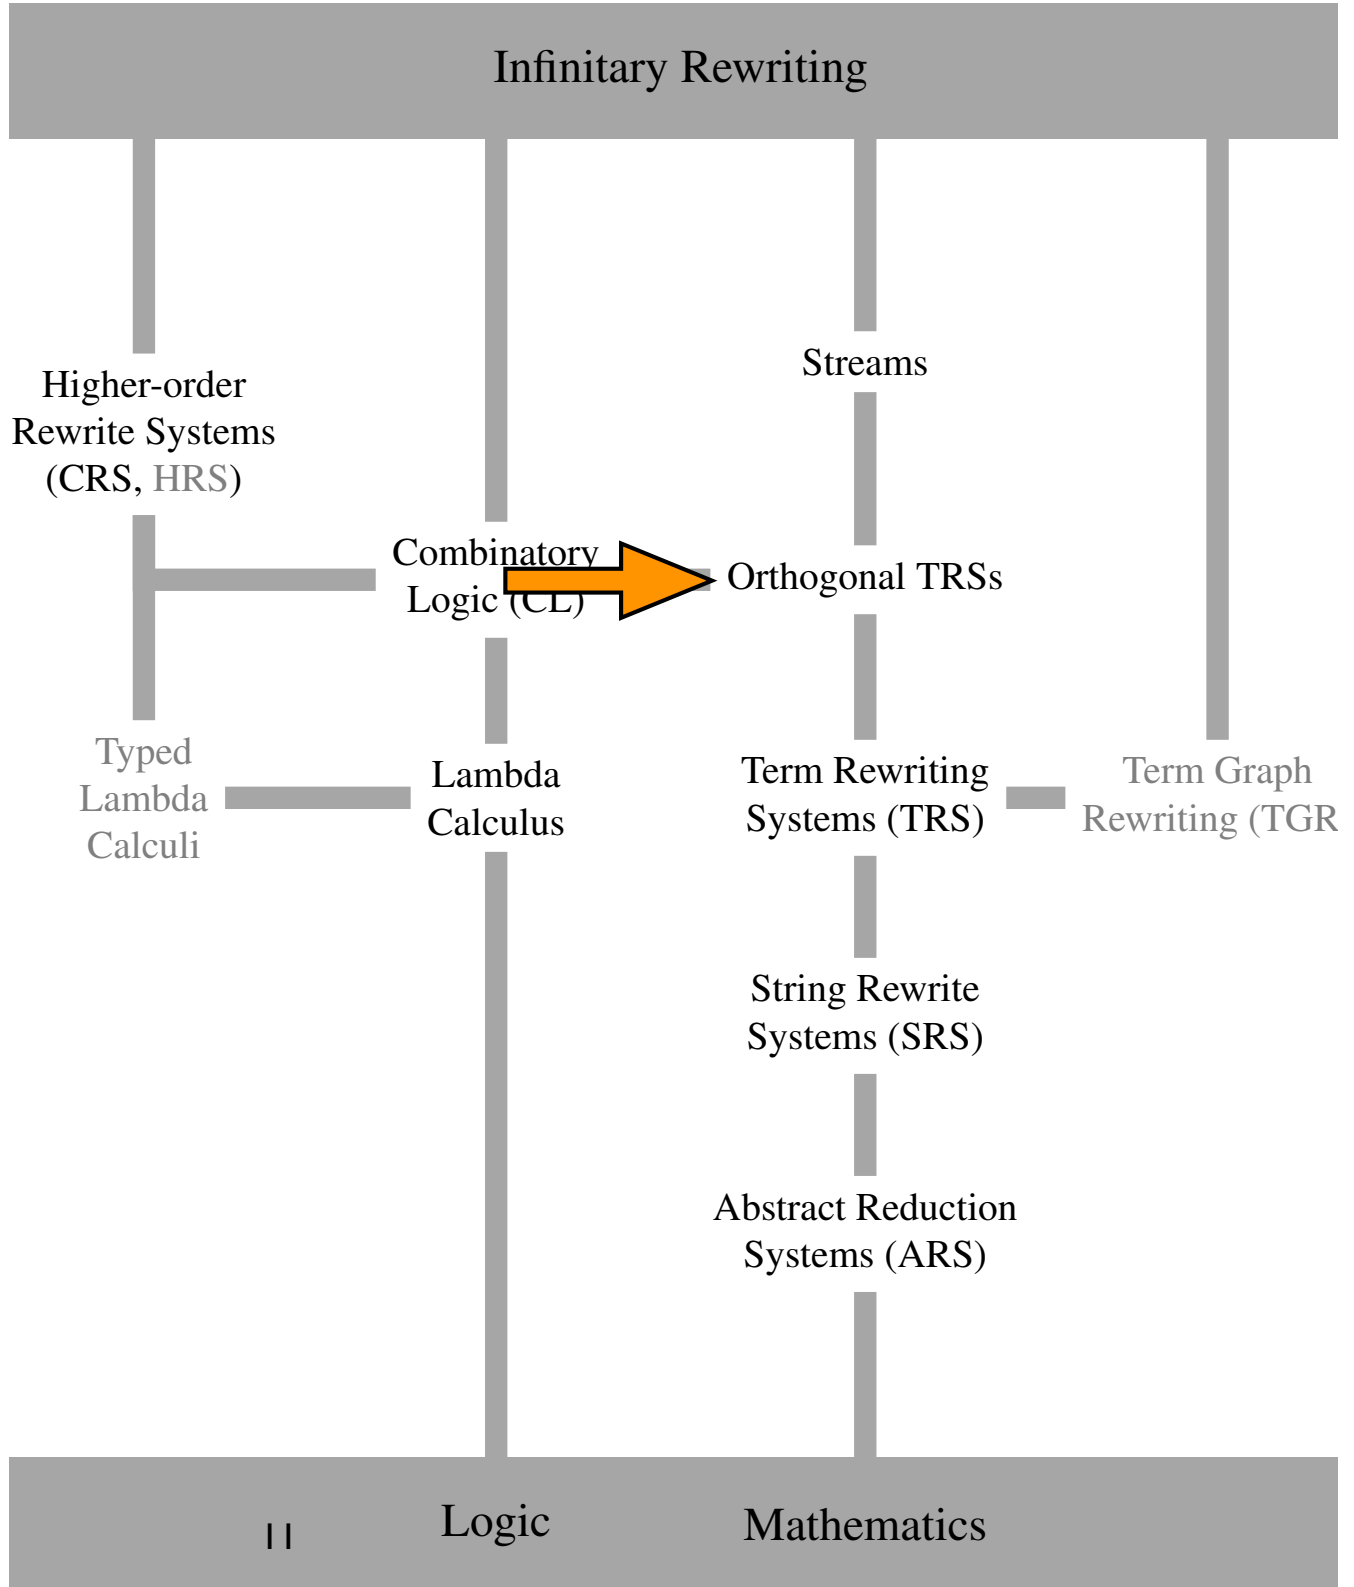 Infinitary Rewriting
Streams
Higher-order
Rewrite Systems
(CRS, HRS)
Combinatory
Logic (CL)
Orthogonal TRSs
Typed
Lambda
Calculi
Lambda
Calculus
Term Rewriting
Systems (TRS)
Term Graph
Rewriting (TGR
String Rewrite
Systems (SRS)
Abstract Reduction
Systems (ARS)
Logic
Mathematics